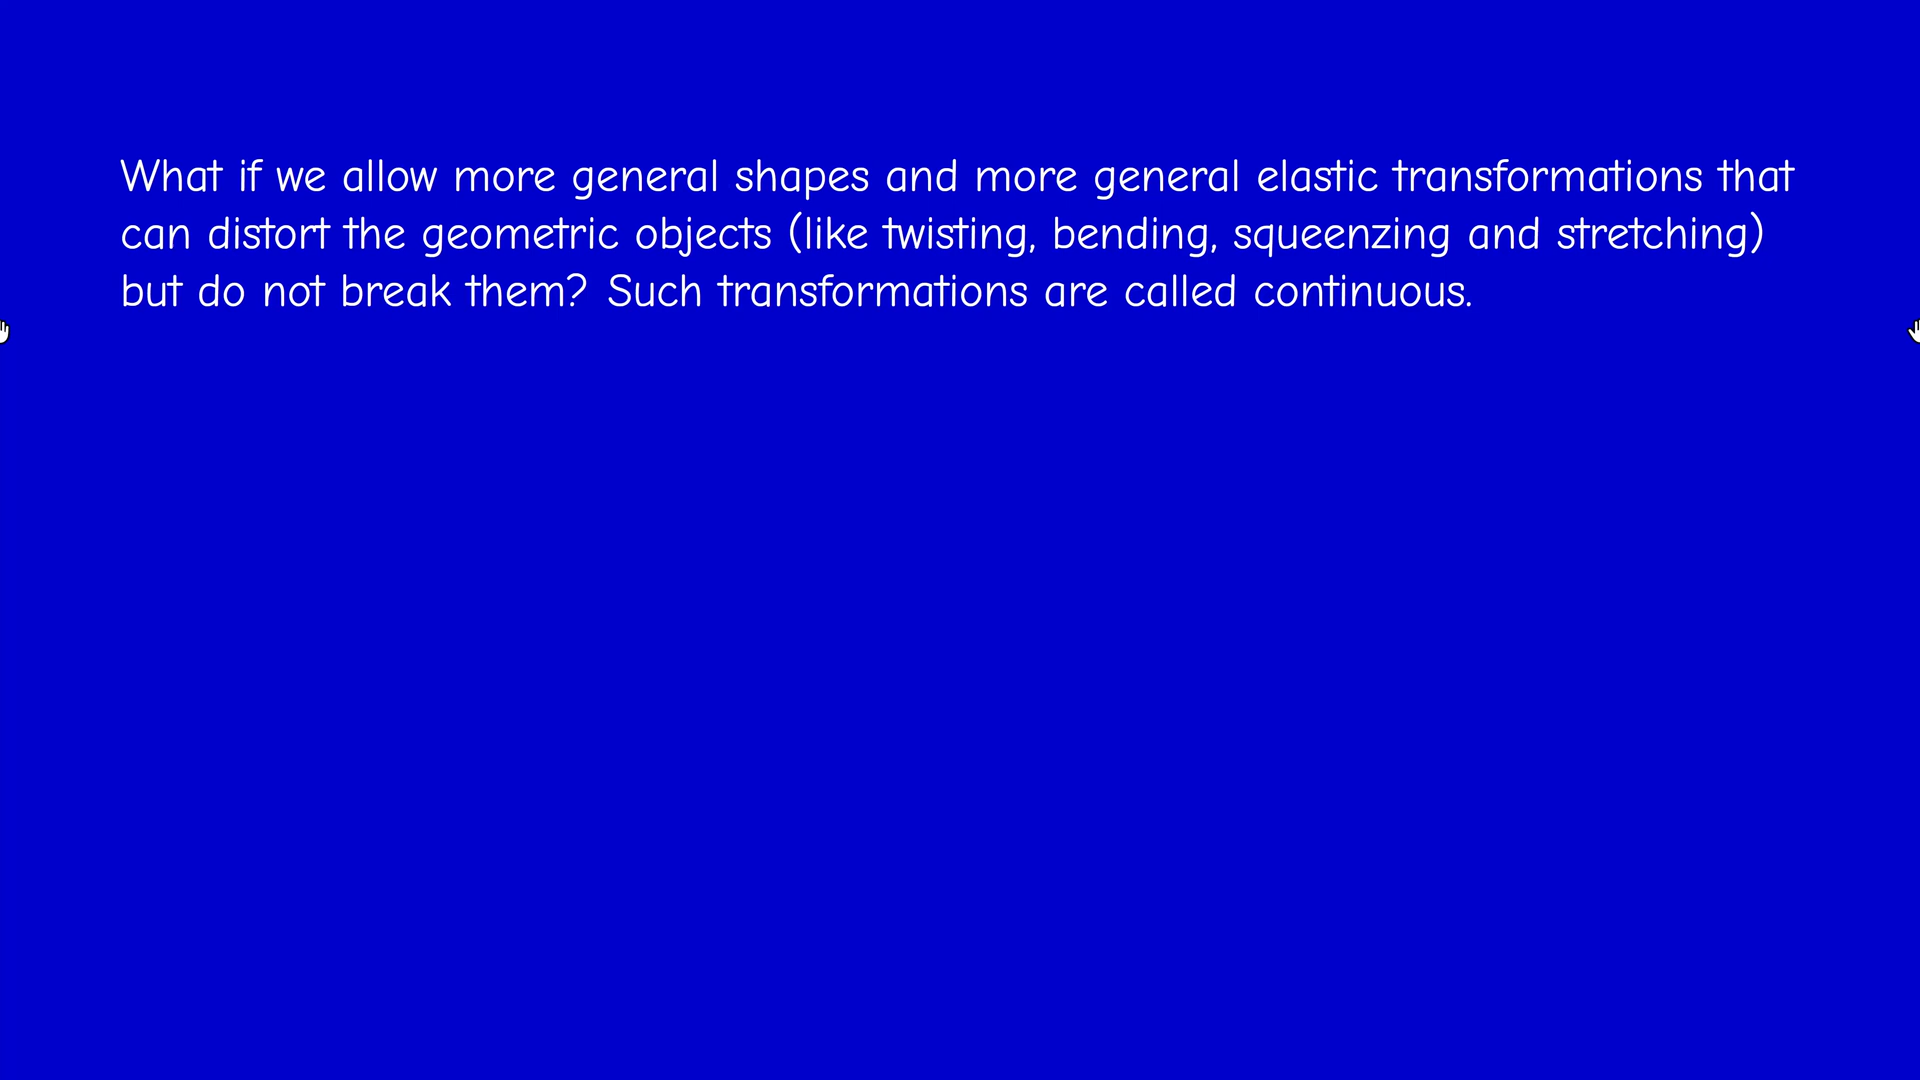 What if we allow more general shapes and more general elastic transformations that
can distort the geometric objects (like twisting, bending, squeenzing and stretching)
but do not break them? Such transformations are called continuous.